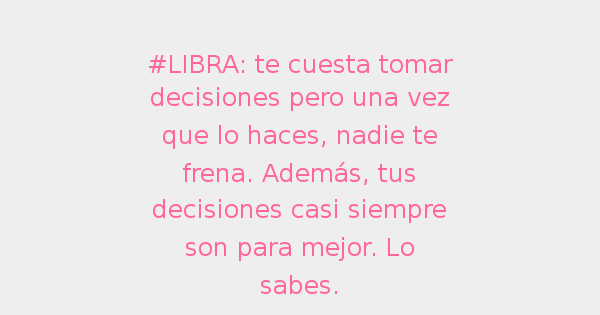 #LIBRA: te cuesta tomar
decisiones pero una vez
que lo haces, nadie te
frena. Además, tus
decisiones casi siempre
son para mejor. Lo
sabes.